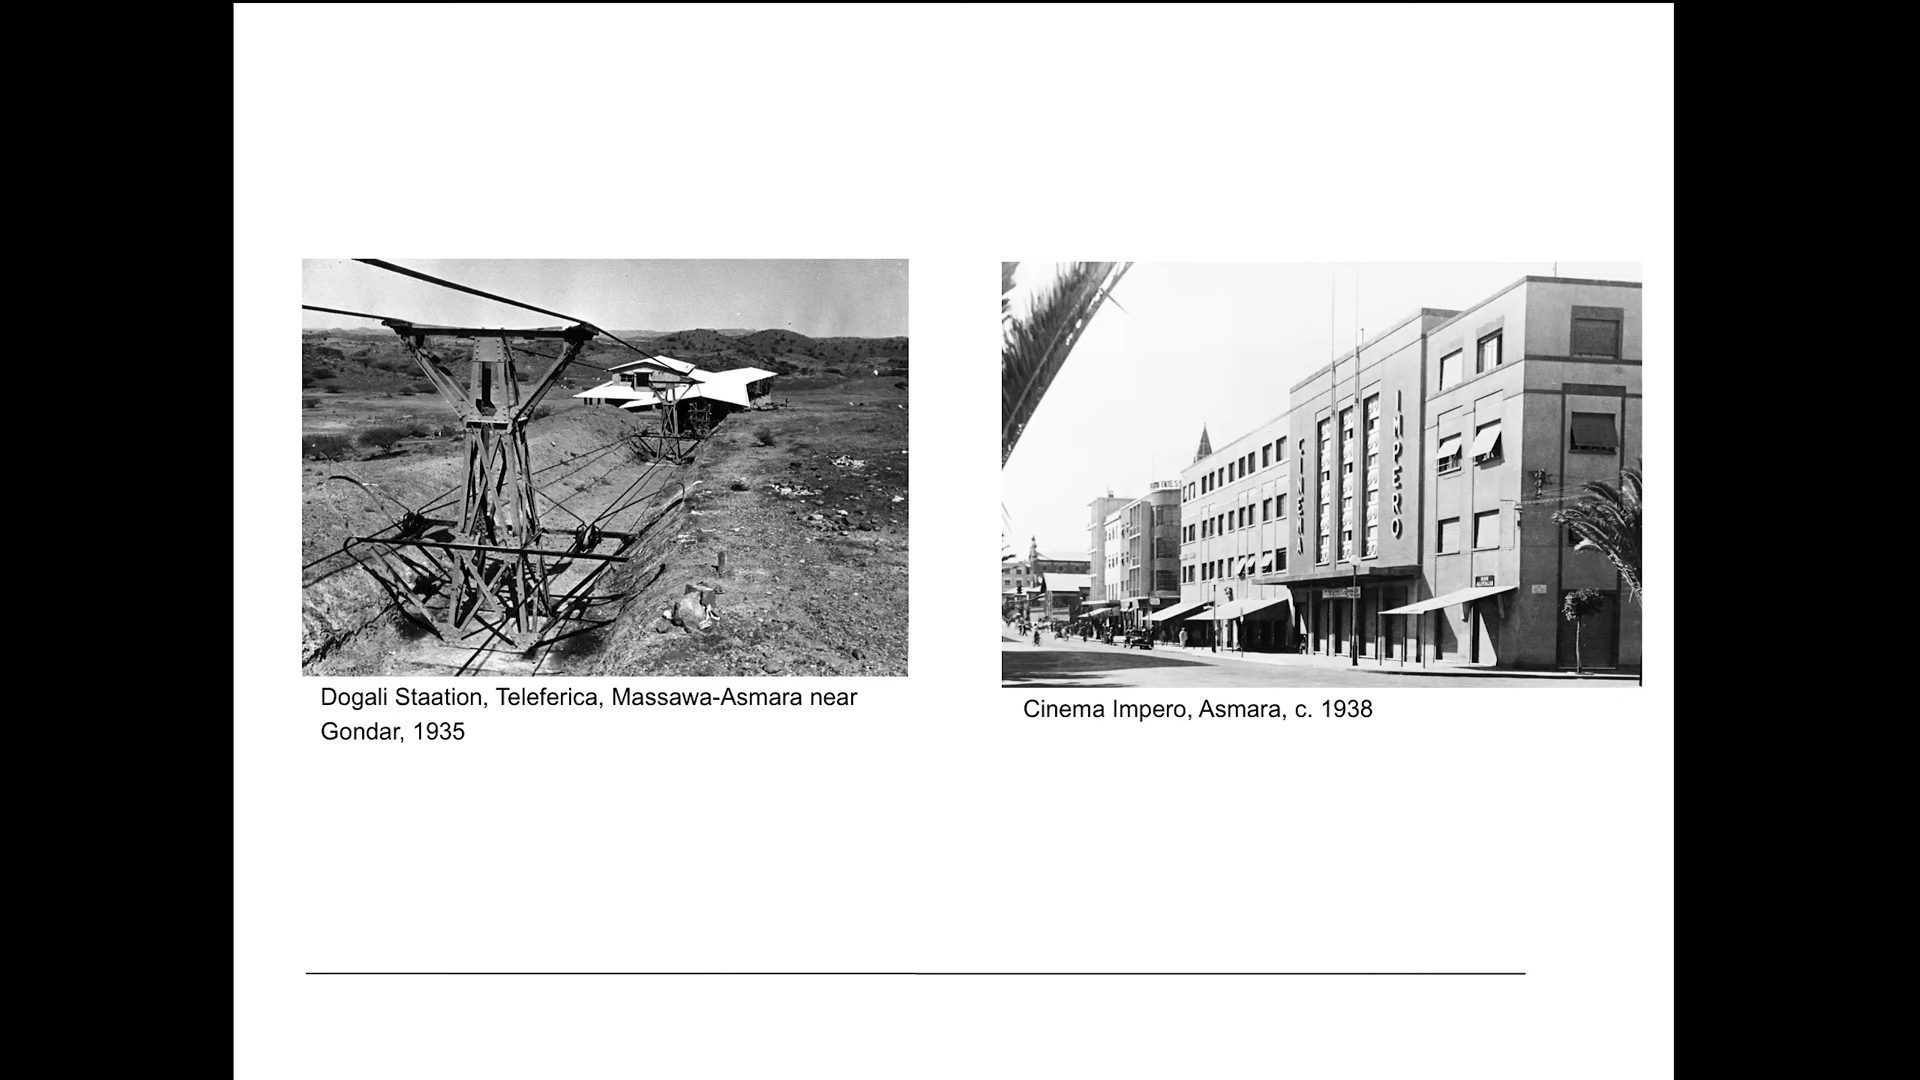 Dogali Staation, Teleferica, Massawa-Asmara near
Gondar, 1935
CINEMA
IMPERO
Cinema Impero, Asmara, c. 1938